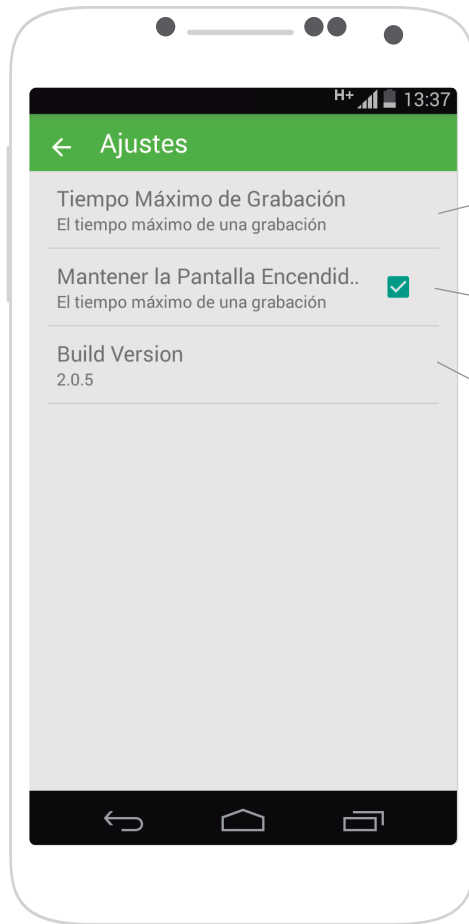 H+ 13:37
Ajustes
Tiempo Máximo de Grabación
El tiempo máximo de una grabación
Mantener la Pantalla Encendid..
El tiempo máximo de una grabación
Build Version
2.0.5